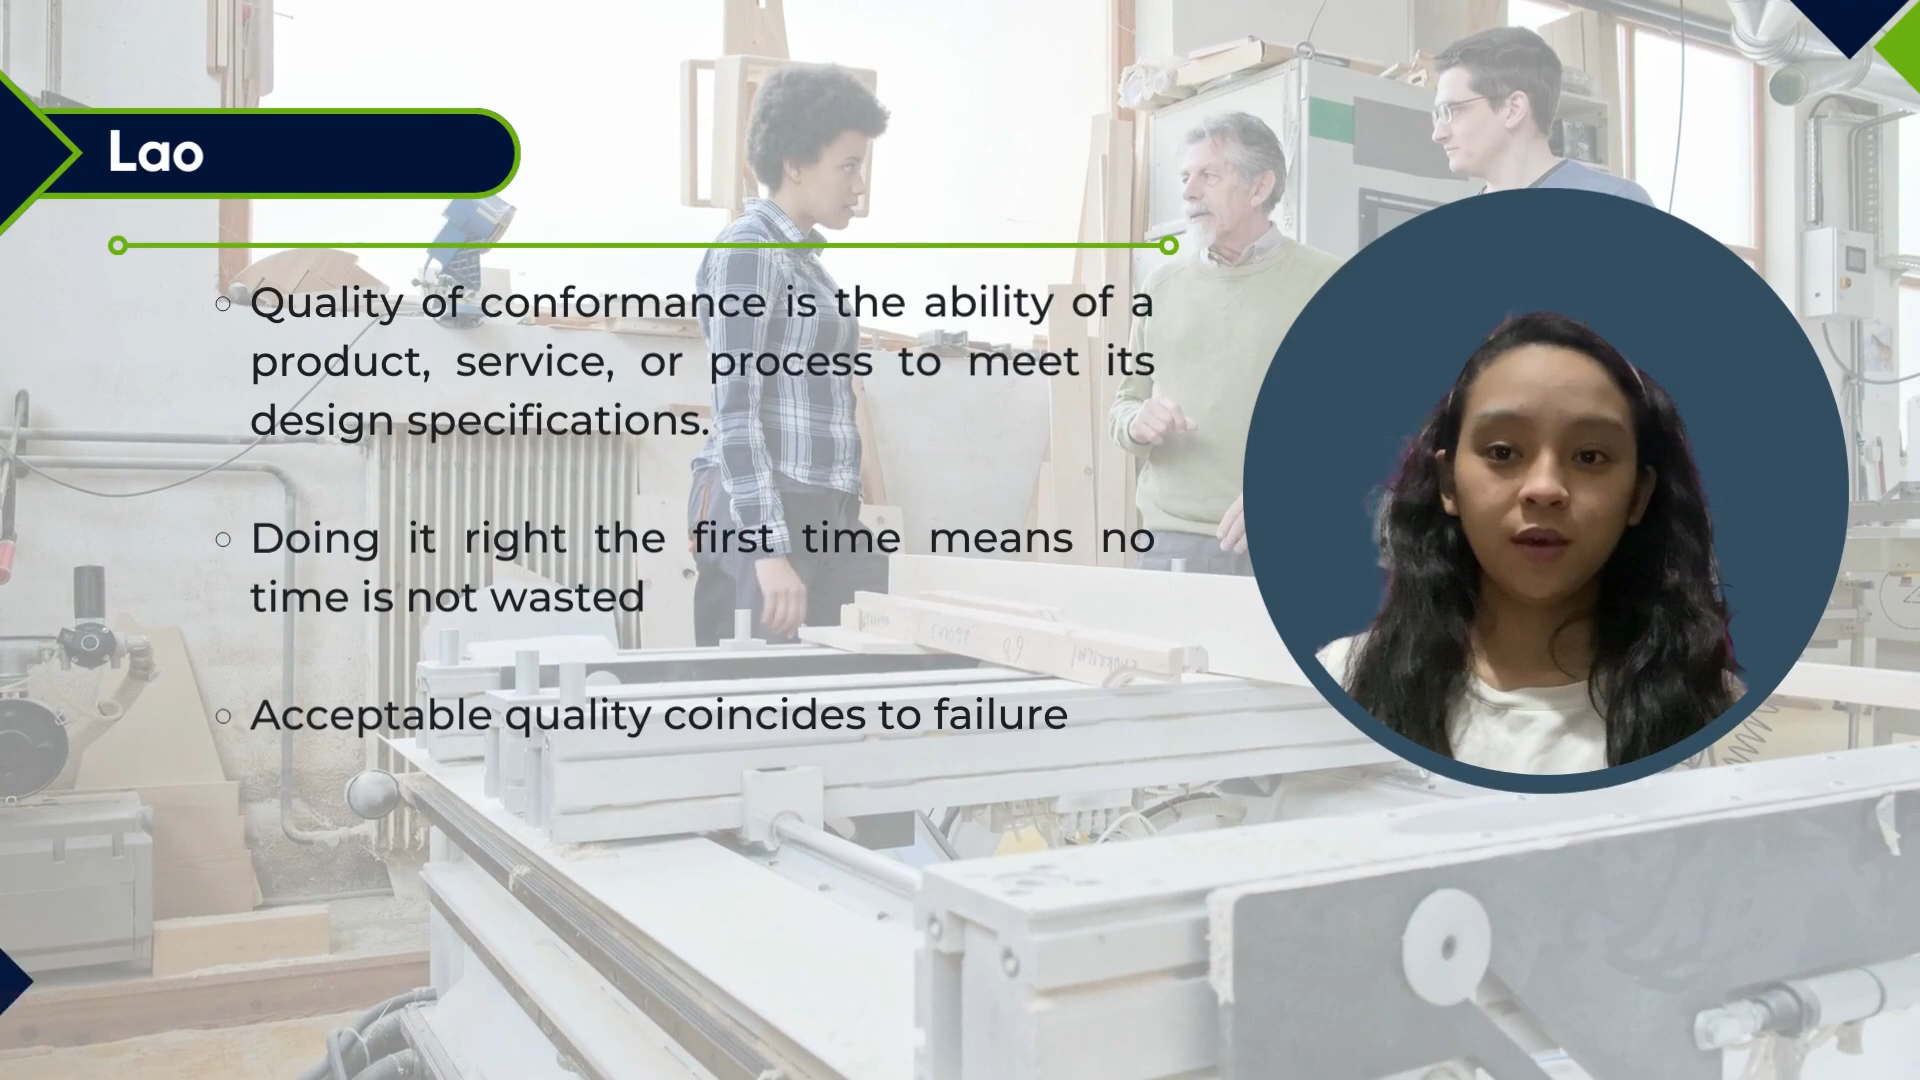 Lao
Quality of conformance is the ability of a
product, service, or process to meet its
design specifications.
Doing it right the first time means no
time is not wasted
Acceptable quality coincides to failure